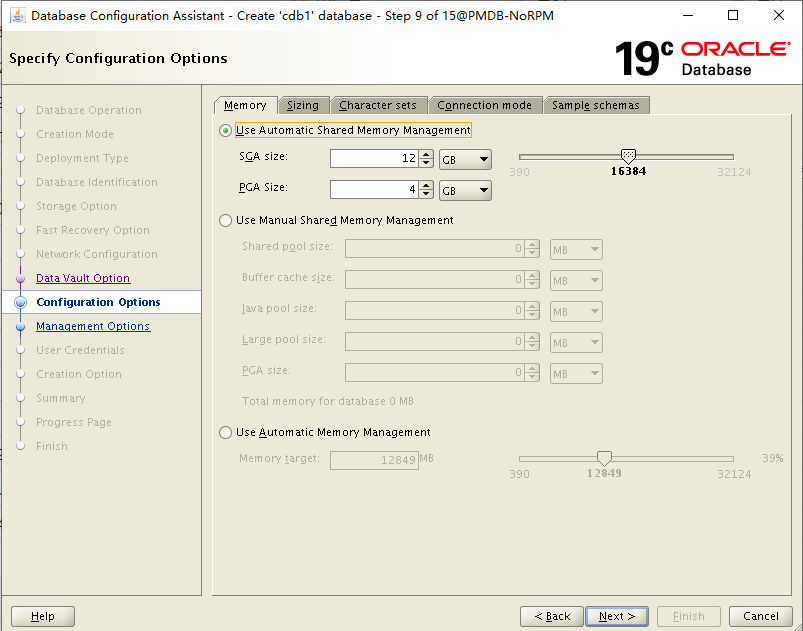 Database Configuration Assistant - Create 'cdb1' database - Step 9 of 15@PMDB-NoRPM
Specify Configuration Options
19c ORACLE
Database
Database Operation
Creation Mode
Deployment Type
Database Identification
Storage Option
Fast Recovery Option
Network Configuration
Data Vault Option
Configuration Options
Management Options
User Credentials
Creation Option
Summary
Progress Page
Finish
Memory Sizing Character sets Connection mode Sample schemas
Use Automatic Shared Memory Management
SGA size: 12 GB
390 16384 32124
PGA Size: 4 GB
Use Manual Shared Memory Management
Shared pool size: 0 MB
Buffer cache size: 0 MB
Java pool size: 0 MB
Large pool size: 0 MB
PGA size: 0 MB
Total memory for database 0 MB
Use Automatic Memory Management
Memory target: 12849 MB 39%
390 12849 32124
Help < Back Next > Finish Cancel